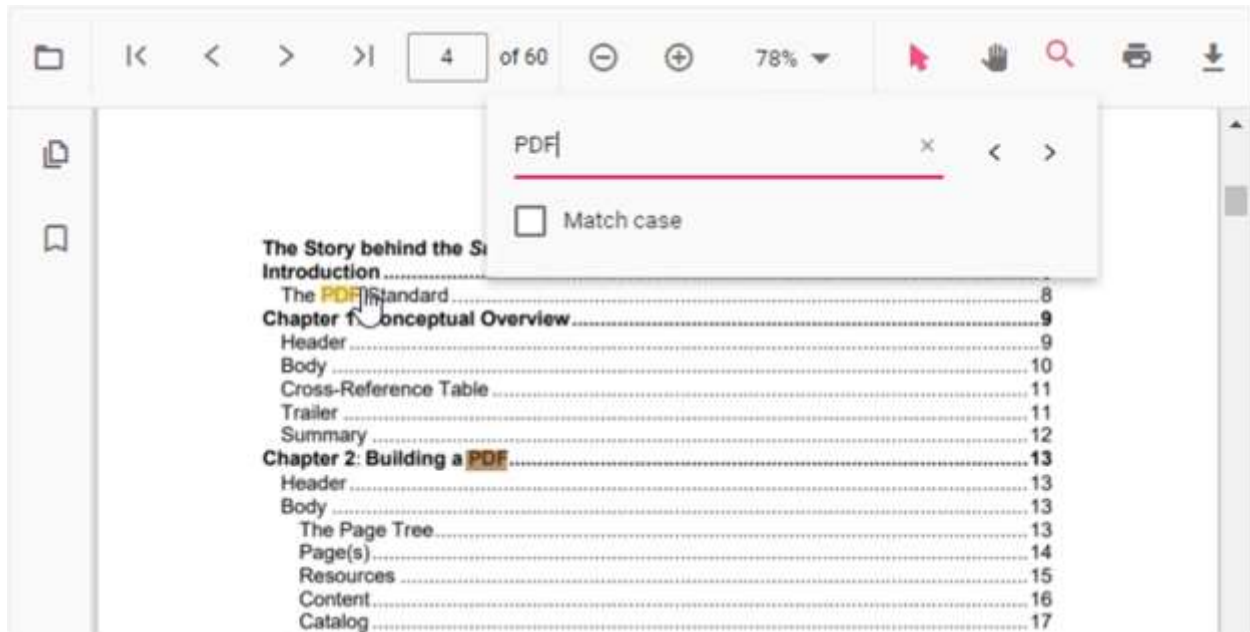 4 of 60 78%
PDF
Match case
The Story behind the
Introduction
The PDF Standard 8
Chapter 1 Conceptual Overview 9
Header 9
Body 10
Cross-Reference Table 11
Trailer 11
Summary 12
Chapter 2: Building a PDF 13
Header 13
Body 13
The Page Tree 13
Page(s) 14
Resources 15
Content 16
Catalog 17